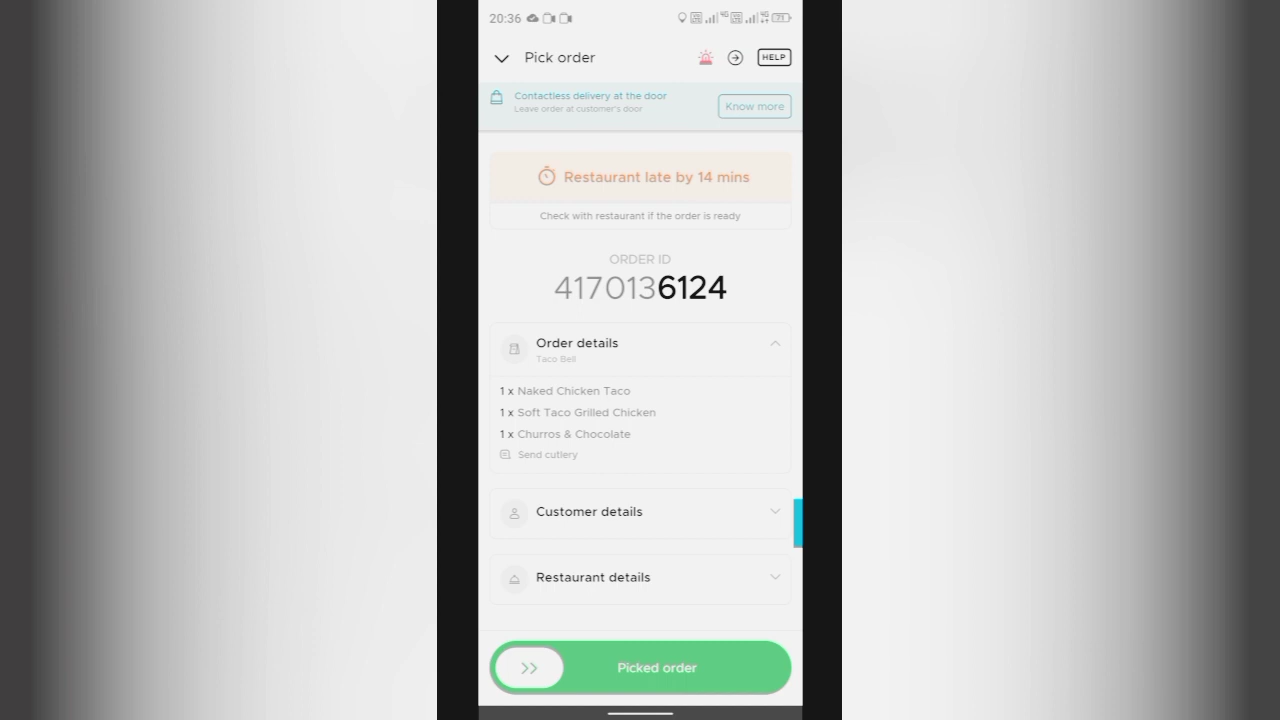 20:36
4G 4G 71
Pick order
HELP
Contactless delivery at the door
Leave order at customer's door
Know more
Restaurant late by 14 mins
Check with restaurant if the order is ready
ORDER ID
4170136124
Order details
Taco Bell
1 x Naked Chicken Taco
1 x Soft Taco Grilled Chicken
1 x Churros & Chocolate
Send cutlery
Customer details
Restaurant details
Picked order